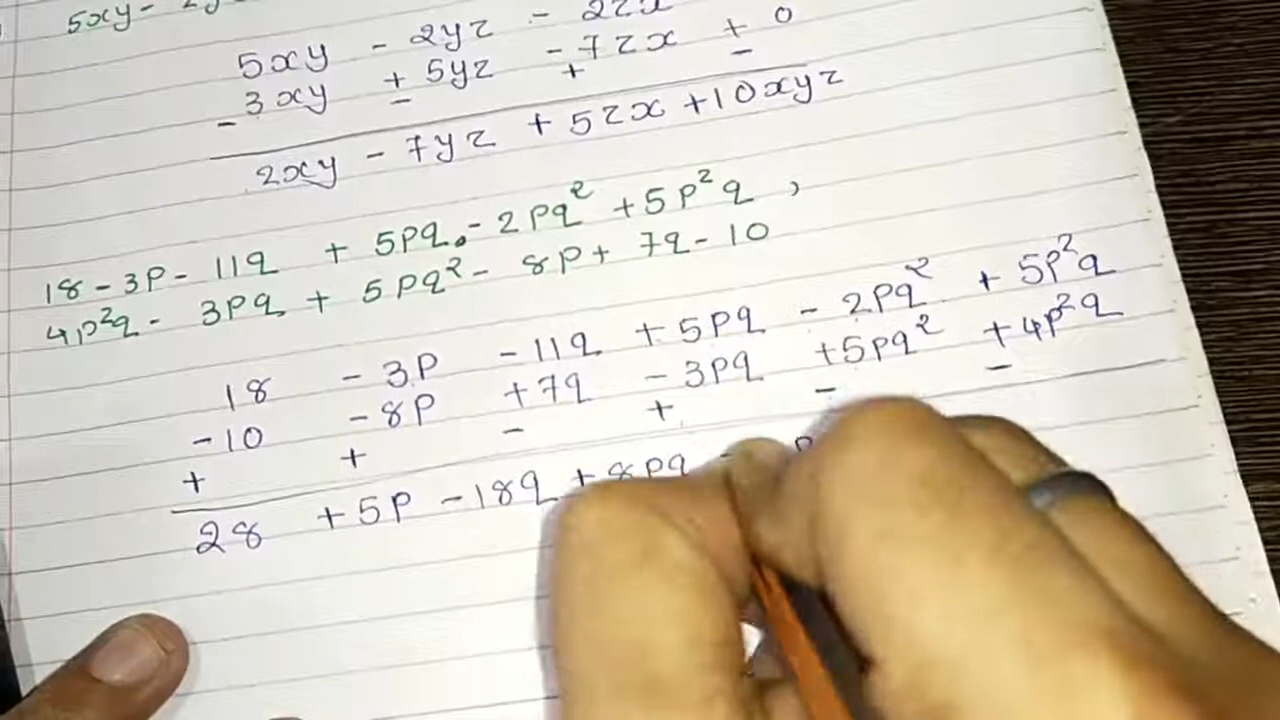 5xy -
5xy - 2yz - 2zx
3xy + 5yz - 7zx + 0
- - + -
2xy - 7yz + 5zx + 10xyz
18 - 3p - 11q + 5pq - 2pq² + 5p²q ,
4p²q - 3pq + 5pq² - 8p + 7q - 10
18 - 3p - 11q + 5pq - 2pq² + 5p²q
-10 - 8p + 7q - 3pq + 5pq² + 4p²q
+ + - + - -
28 + 5p - 18q + 8pq